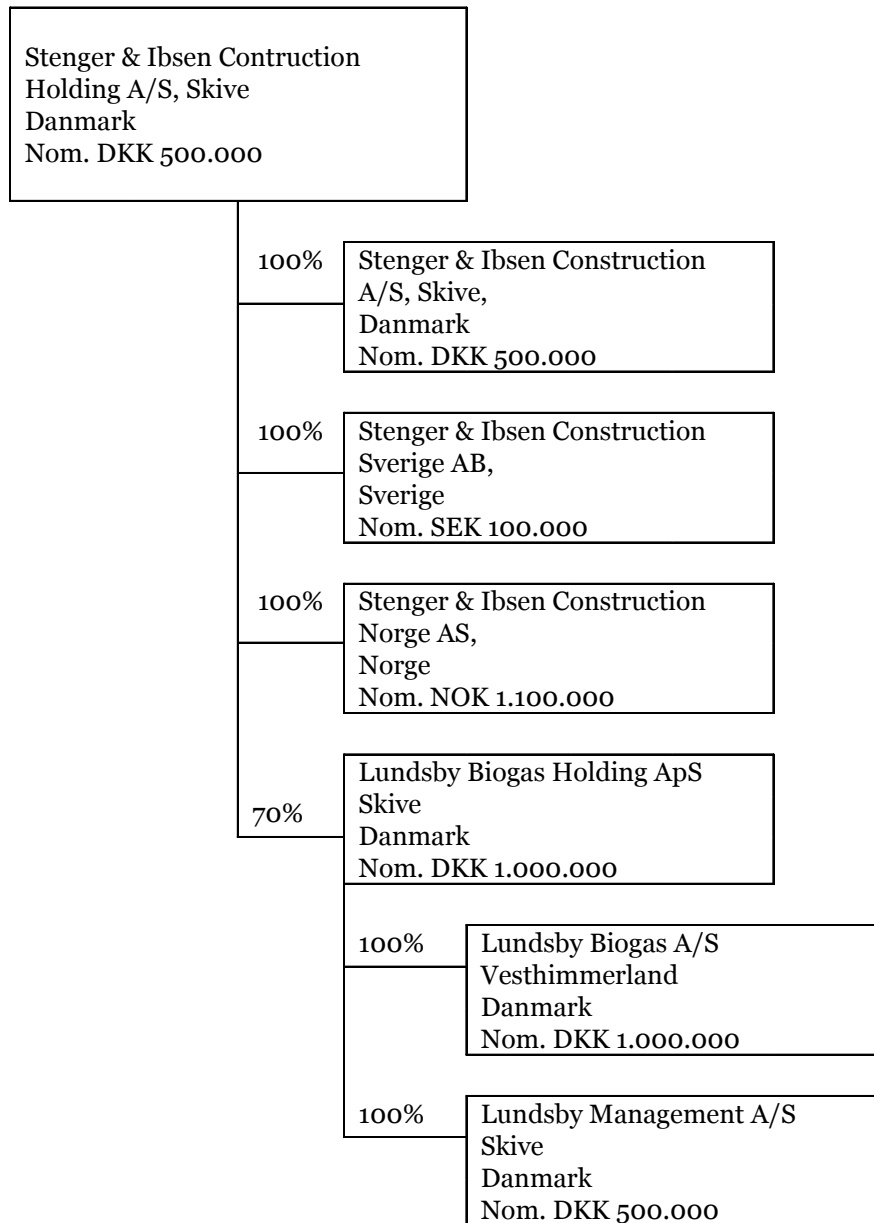 Stenger & Ibsen Contruction
Holding A/S, Skive
Danmark
Nom. DKK 500.000
100%
Stenger & Ibsen Construction
A/S, Skive,
Danmark
Nom. DKK 500.000
100%
Stenger & Ibsen Construction
Sverige AB,
Sverige
Nom. SEK 100.000
100%
Stenger & Ibsen Construction
Norge AS,
Norge
Nom. NOK 1.100.000
70%
Lundsby Biogas Holding ApS
Skive
Danmark
Nom. DKK 1.000.000
100%
Lundsby Biogas A/S
Vesthimmerland
Danmark
Nom. DKK 1.000.000
100%
Lundsby Management A/S
Skive
Danmark
Nom. DKK 500.000